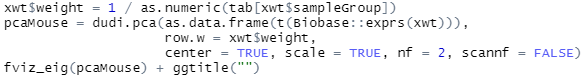 xwt$weight = 1 / as.numeric(tab[xwt$sampleGroup])
pcaMouse = dudi.pca(as.data.frame(t(Biobase::exprs(xwt))),
row.w = xwt$weight,
center = TRUE, scale = TRUE, nf = 2, scannf = FALSE)
fviz_eig(pcaMouse) + ggtitle("")